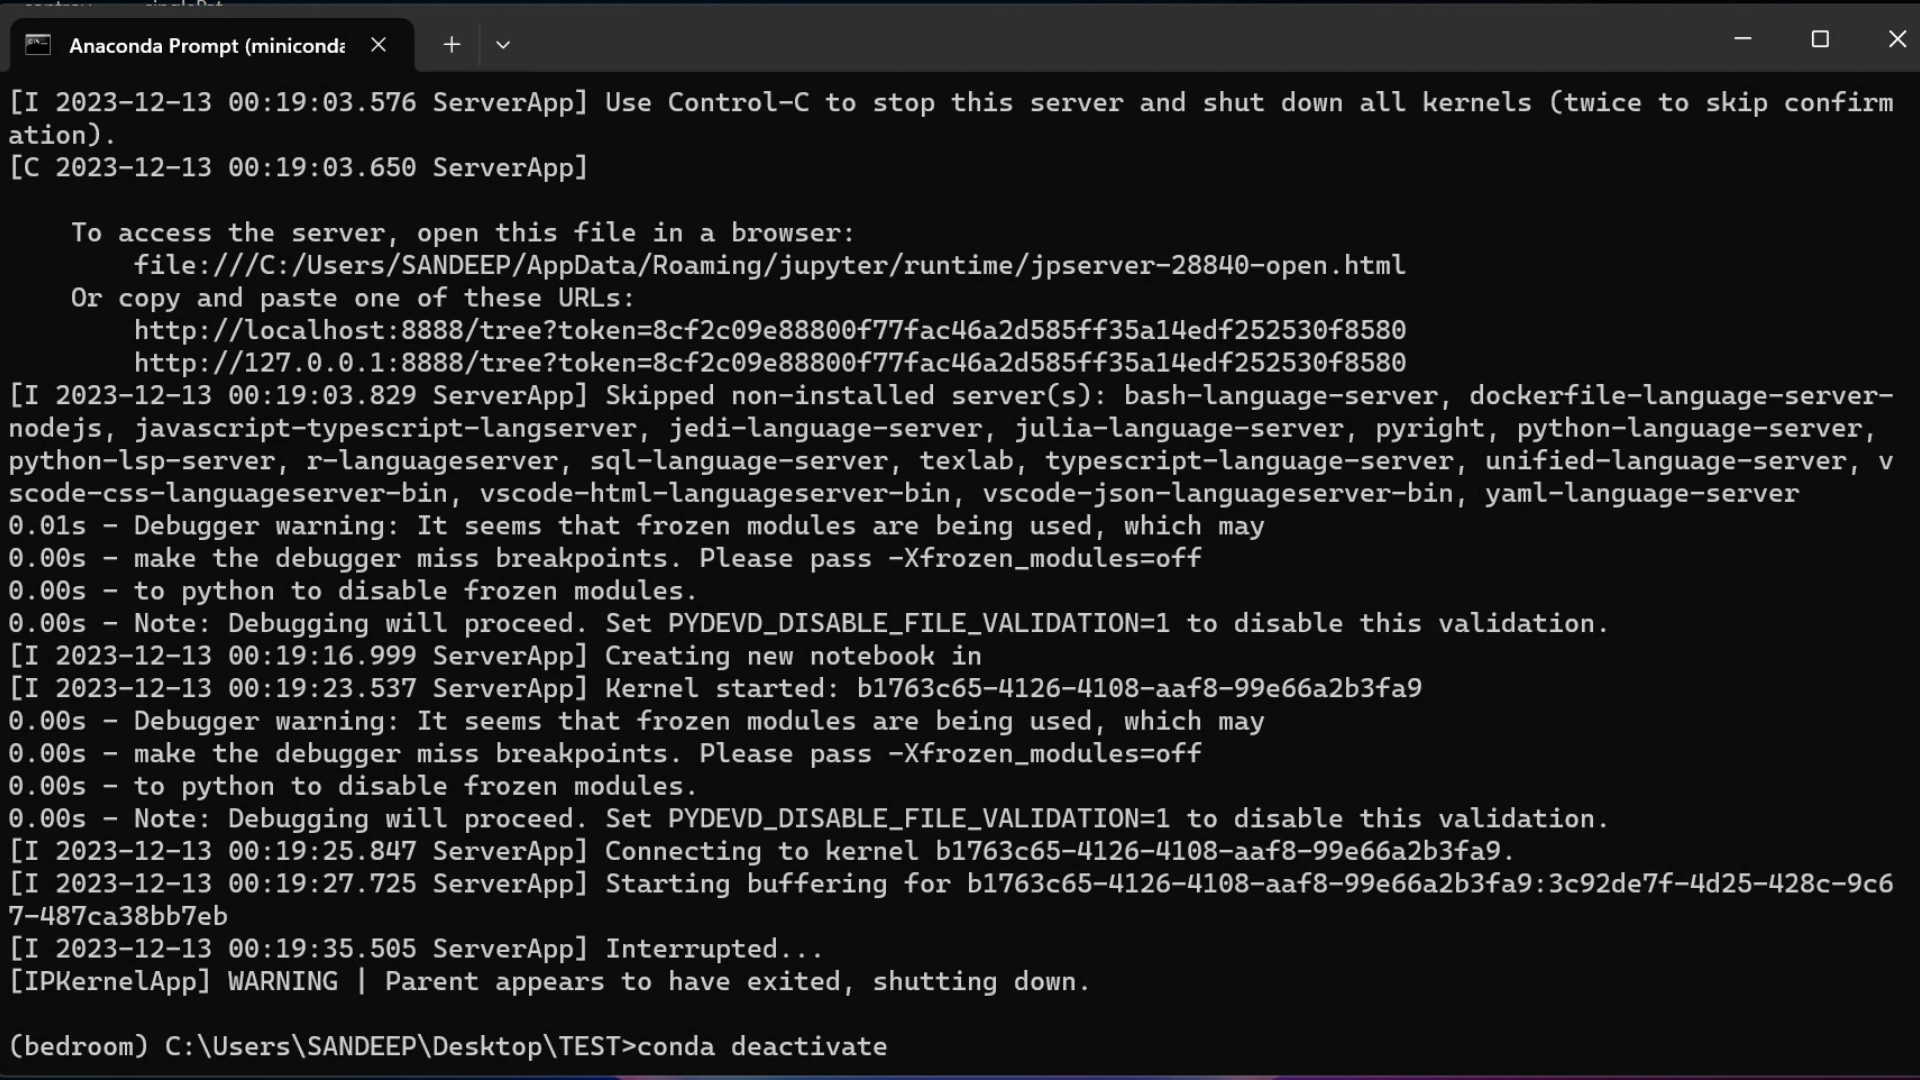 Anaconda Prompt (miniconda
[I 2023-12-13 00:19:03.576 ServerApp] Use Control-C to stop this server and shut down all kernels (twice to skip confirm
ation).
[C 2023-12-13 00:19:03.650 ServerApp]
To access the server, open this file in a browser:
file:///C:/Users/SANDEEP/AppData/Roaming/jupyter/runtime/jpserver-28840-open.html
Or copy and paste one of these URLs:
http://localhost:8888/tree?token=8cf2c09e88800f77fac46a2d585ff35a14edf252530f8580
http://127.0.0.1:8888/tree?token=8cf2c09e88800f77fac46a2d585ff35a14edf252530f8580
[I 2023-12-13 00:19:03.829 ServerApp] Skipped non-installed server(s): bash-language-server, dockerfile-language-server-
nodejs, javascript-typescript-langserver, jedi-language-server, julia-language-server, pyright, python-language-server,
python-lsp-server, r-languageserver, sql-language-server, texlab, typescript-language-server, unified-language-server, v
scode-css-languageserver-bin, vscode-html-languageserver-bin, vscode-json-languageserver-bin, yaml-language-server
0.01s - Debugger warning: It seems that frozen modules are being used, which may
0.00s - make the debugger miss breakpoints. Please pass -Xfrozen_modules=off
0.00s - to python to disable frozen modules.
0.00s - Note: Debugging will proceed. Set PYDEVD_DISABLE_FILE_VALIDATION=1 to disable this validation.
[I 2023-12-13 00:19:16.999 ServerApp] Creating new notebook in
[I 2023-12-13 00:19:23.537 ServerApp] Kernel started: b1763c65-4126-4108-aaf8-99e66a2b3fa9
0.00s - Debugger warning: It seems that frozen modules are being used, which may
0.00s - make the debugger miss breakpoints. Please pass -Xfrozen_modules=off
0.00s - to python to disable frozen modules.
0.00s - Note: Debugging will proceed. Set PYDEVD_DISABLE_FILE_VALIDATION=1 to disable this validation.
[I 2023-12-13 00:19:25.847 ServerApp] Connecting to kernel b1763c65-4126-4108-aaf8-99e66a2b3fa9.
[I 2023-12-13 00:19:27.725 ServerApp] Starting buffering for b1763c65-4126-4108-aaf8-99e66a2b3fa9:3c92de7f-4d25-428c-9c6
7-487ca38bb7eb
[I 2023-12-13 00:19:35.505 ServerApp] Interrupted...
[IPKernelApp] WARNING | Parent appears to have exited, shutting down.
(bedroom) C:\Users\SANDEEP\Desktop\TEST>conda deactivate